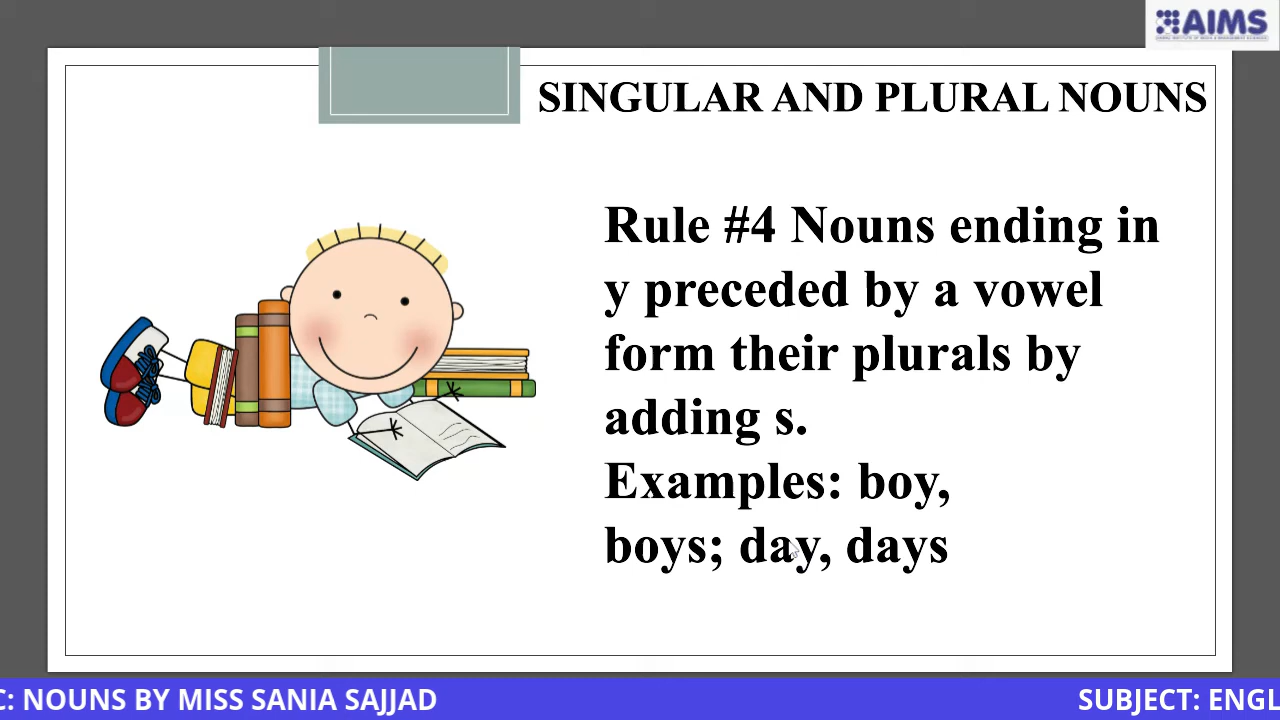 AIMS
SINGULAR AND PLURAL NOUNS
Rule #4 Nouns ending in
y preceded by a vowel
form their plurals by
adding s.
Examples: boy,
boys; day, days
C: NOUNS BY MISS SANIA SAJJAD
SUBJECT: ENGL